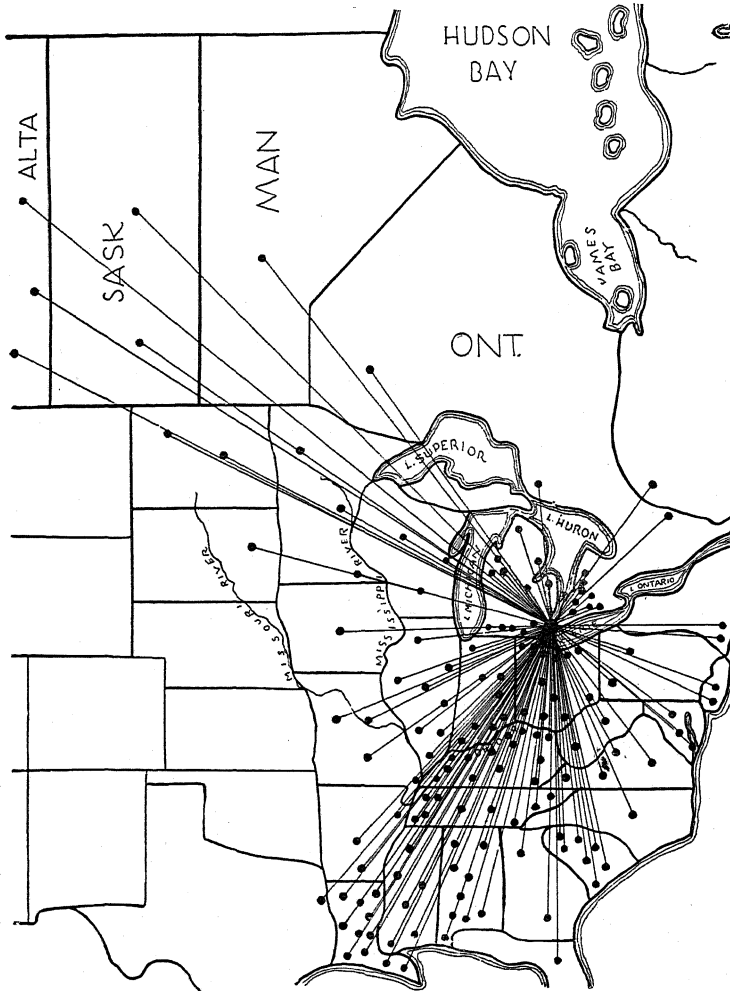 HUDSON
BAY
ALTA
MAN
SASK
JAMES
BAY
ONT.
L. SUPERIOR
L. HURON
L. MICHIGAN
L. ONTARIO
MISSOURI RIVER
MISSISSIPPI RIVER